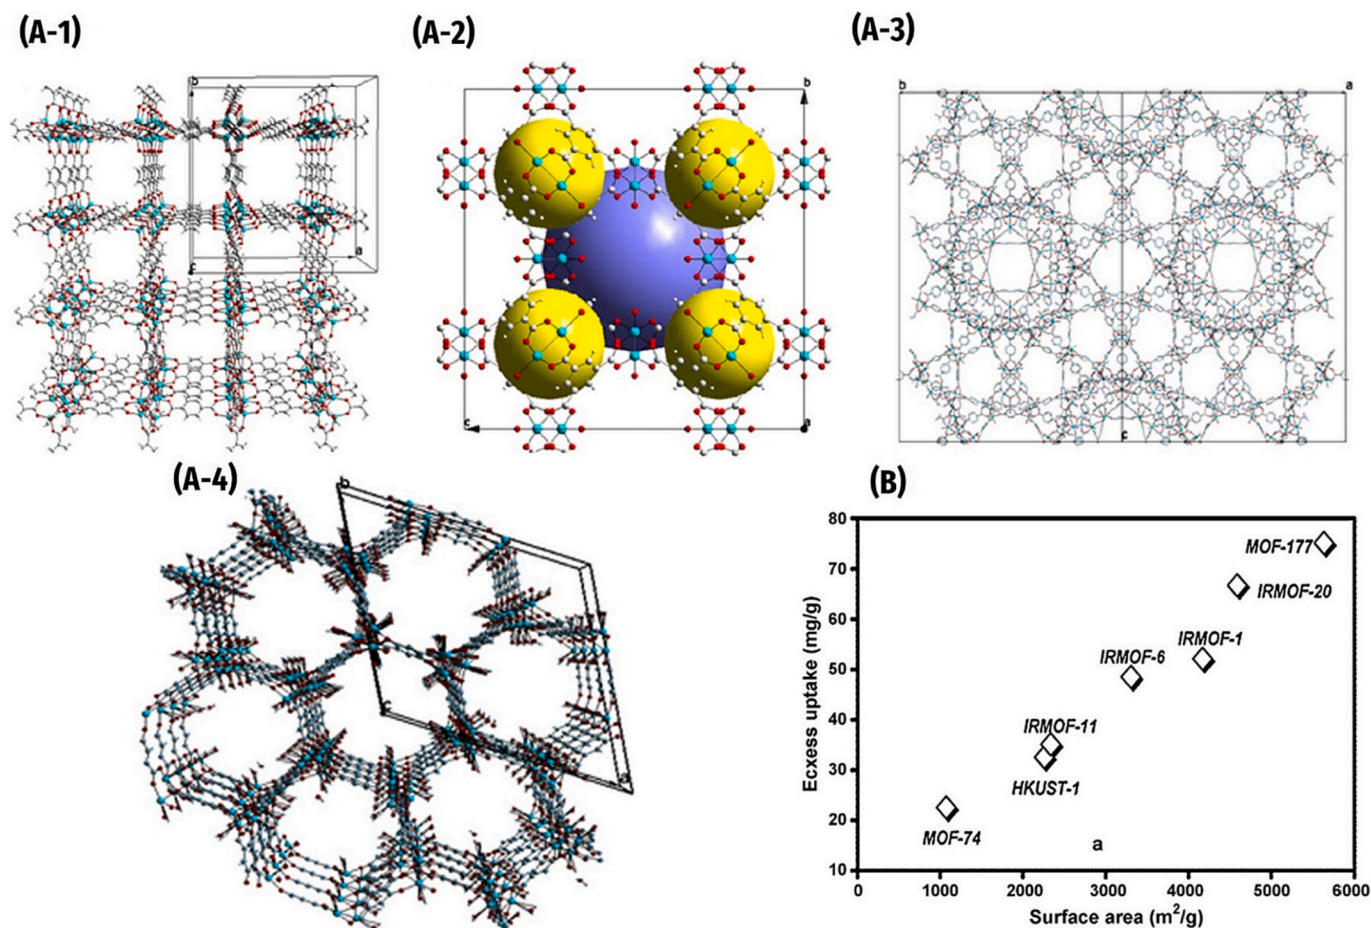 (A-1)
(A-2)
(A-3)
b
a
c
b
c
a
b
a
c
(A-4)
b
c
a
(B)
80
70
60
50
40
30
20
10
Ecxess uptake (mg/g)
MOF-177
IRMOF-20
IRMOF-1
IRMOF-6
IRMOF-11
HKUST-1
MOF-74
a
0 1000 2000 3000 4000 5000 6000
Surface area (m²/g)